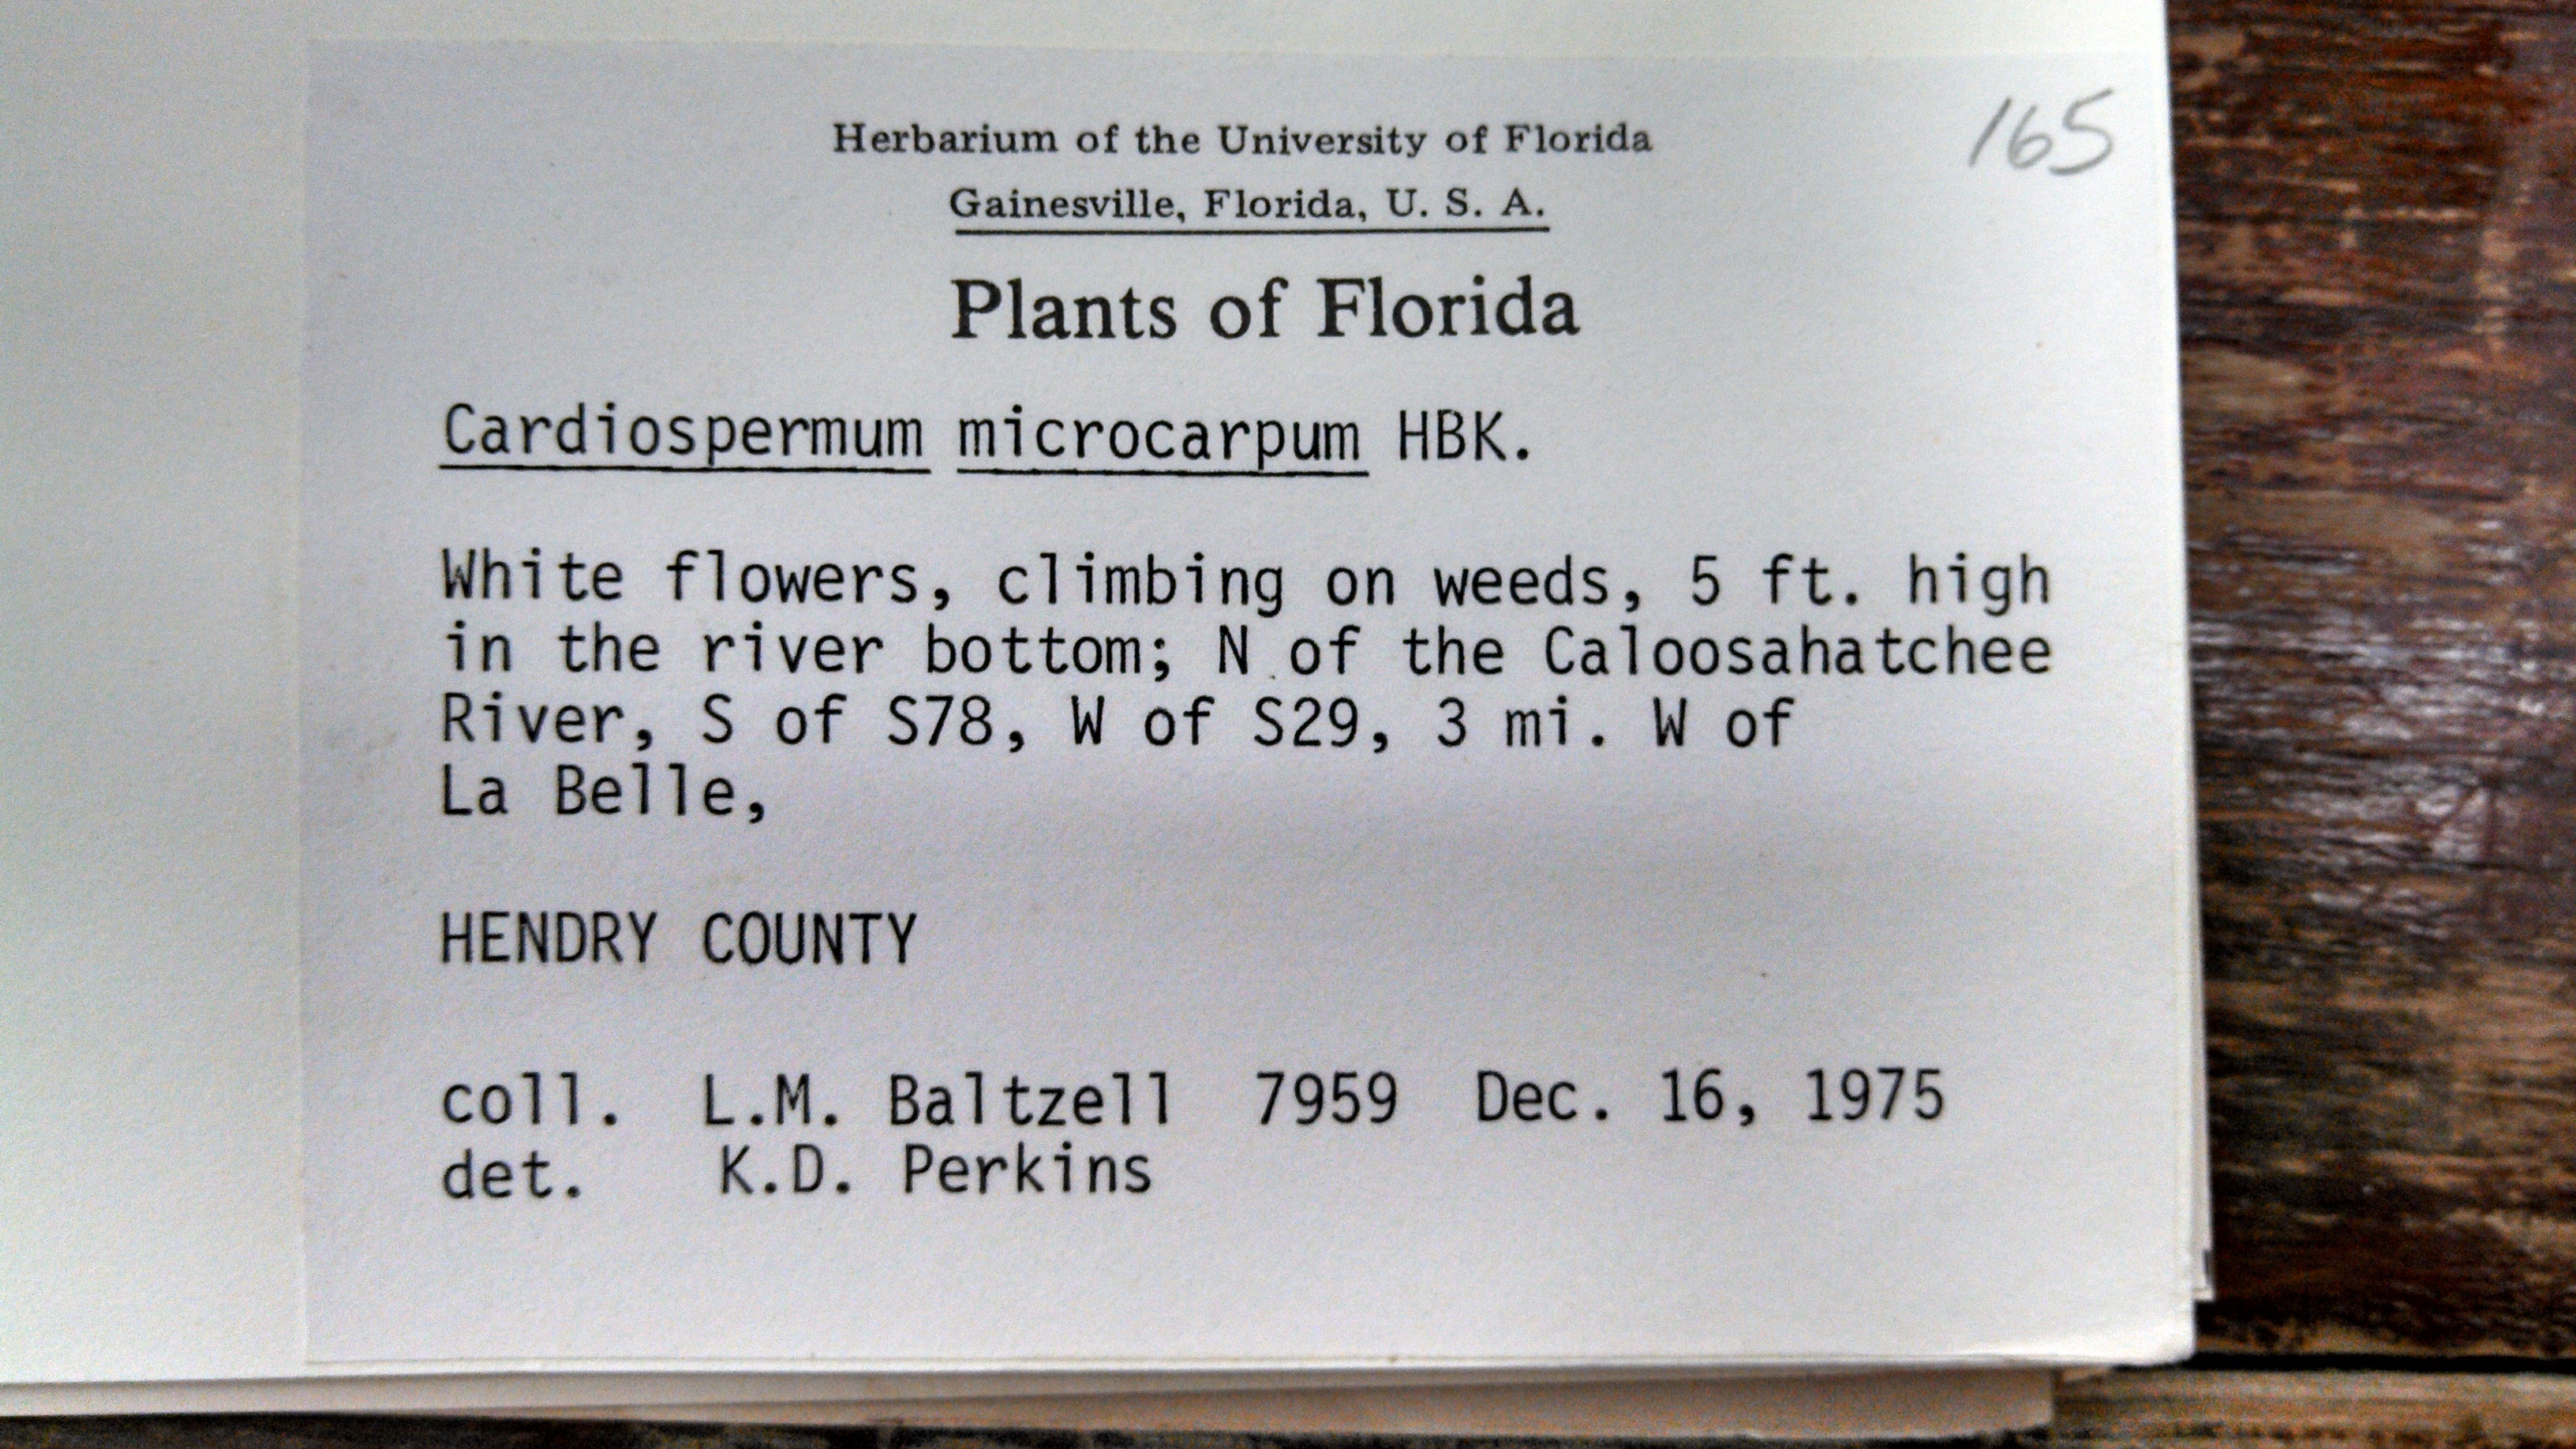 165
Herbarium of the University of Florida
Gainesville, Florida, U. S. A.
Plants of Florida
Cardiospermum microcarpum HBK.
White flowers, climbing on weeds, 5 ft. high
in the river bottom; N of the Caloosahatchee
River, S of S78, W of S29, 3 mi. W of
La Belle,
HENDRY COUNTY
coll. L.M. Baltzell 7959 Dec. 16, 1975
det. K.D. Perkins